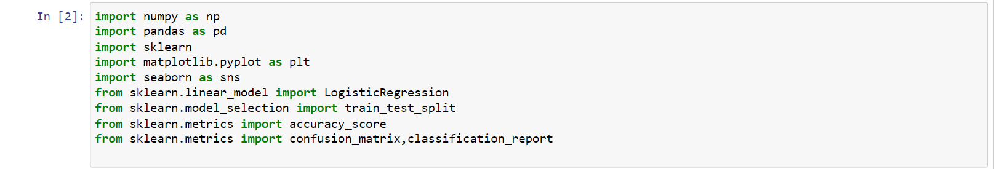 In [2]:
import numpy as np
import pandas as pd
import sklearn
import matplotlib.pyplot as plt
import seaborn as sns
from sklearn.linear_model import LogisticRegression
from sklearn.model_selection import train_test_split
from sklearn.metrics import accuracy_score
from sklearn.metrics import confusion_matrix,classification_report